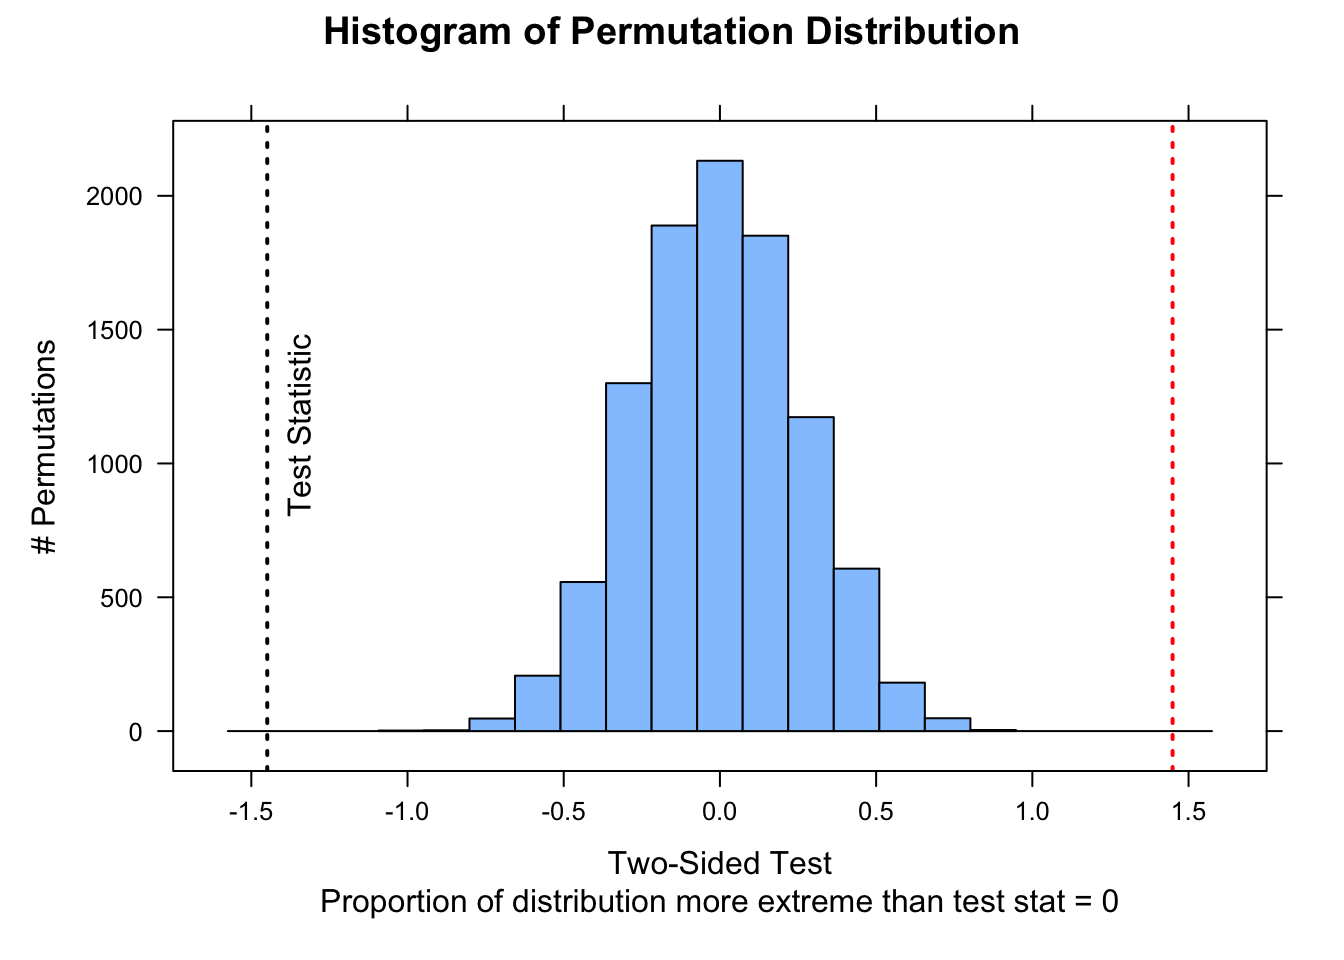 Histogram of Permutation Distribution
# Permutations
2000
1500
1000
500
0
Test Statistic
-1.5
-1.0
-0.5
0.0
0.5
1.0
1.5
Two-Sided Test
Proportion of distribution more extreme than test stat = 0